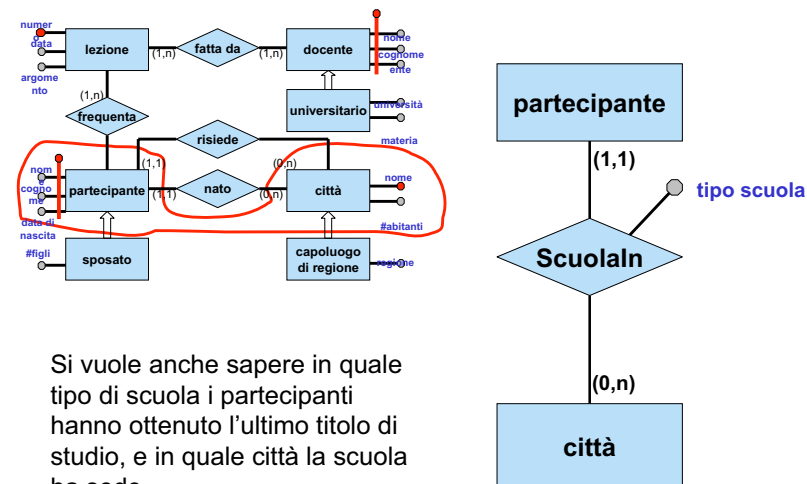 numer
o
data
argome
nto
lezione
(1,n)
fatta da
(1,n)
docente
nome
cognome
ente
universitario
università
materia
(1,n)
frequenta
risiede
(1,1)
(0,n)
nom
e
cogno
me
data di
nascita
partecipante
(1,1)
nato
(0,n)
città
nome
#abitanti
#figli
sposato
capoluogo
di regione
regione
Si vuole anche sapere in quale
tipo di scuola i partecipanti
hanno ottenuto l'ultimo titolo di
studio, e in quale città la scuola
ha sede
partecipante
(1,1)
tipo scuola
ScuolaIn
(0,n)
città